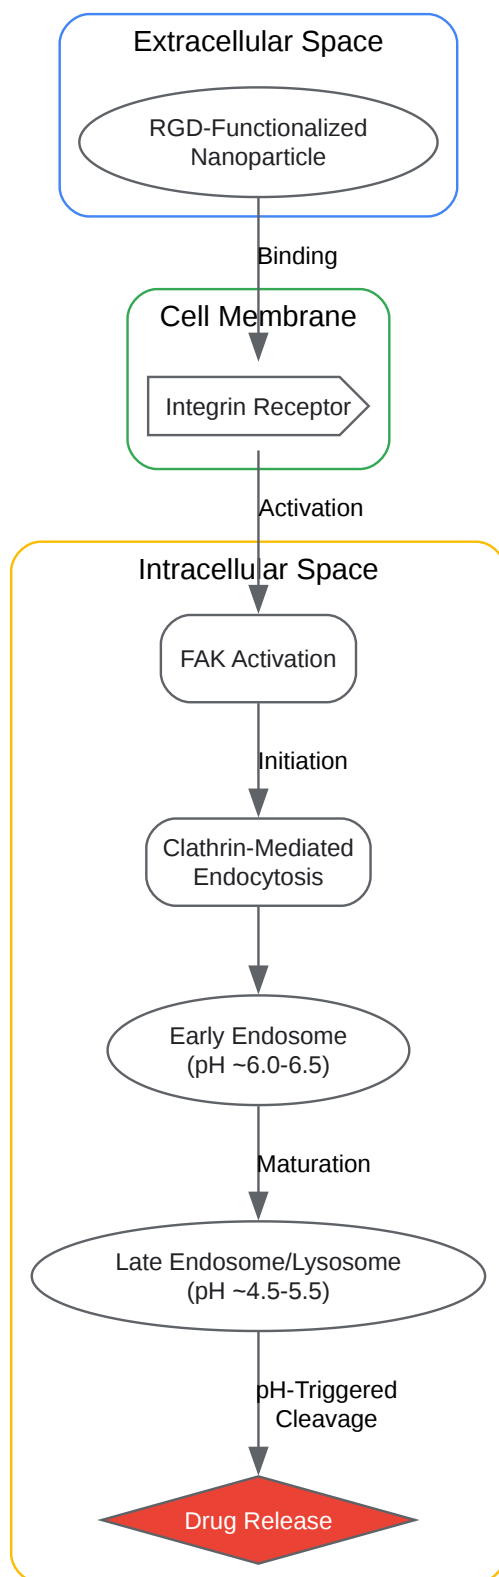 Extracellular Space
RGD-Functionalized
Nanoparticle
Binding
Cell Membrane
Integrin Receptor
Activation
Intracellular Space
FAK Activation
Initiation
Clathrin-Mediated
Endocytosis
Early Endosome
(pH ~6.0-6.5)
Maturation
Late Endosome/Lysosome
(pH ~4.5-5.5)
pH-Triggered
Cleavage
Drug Release